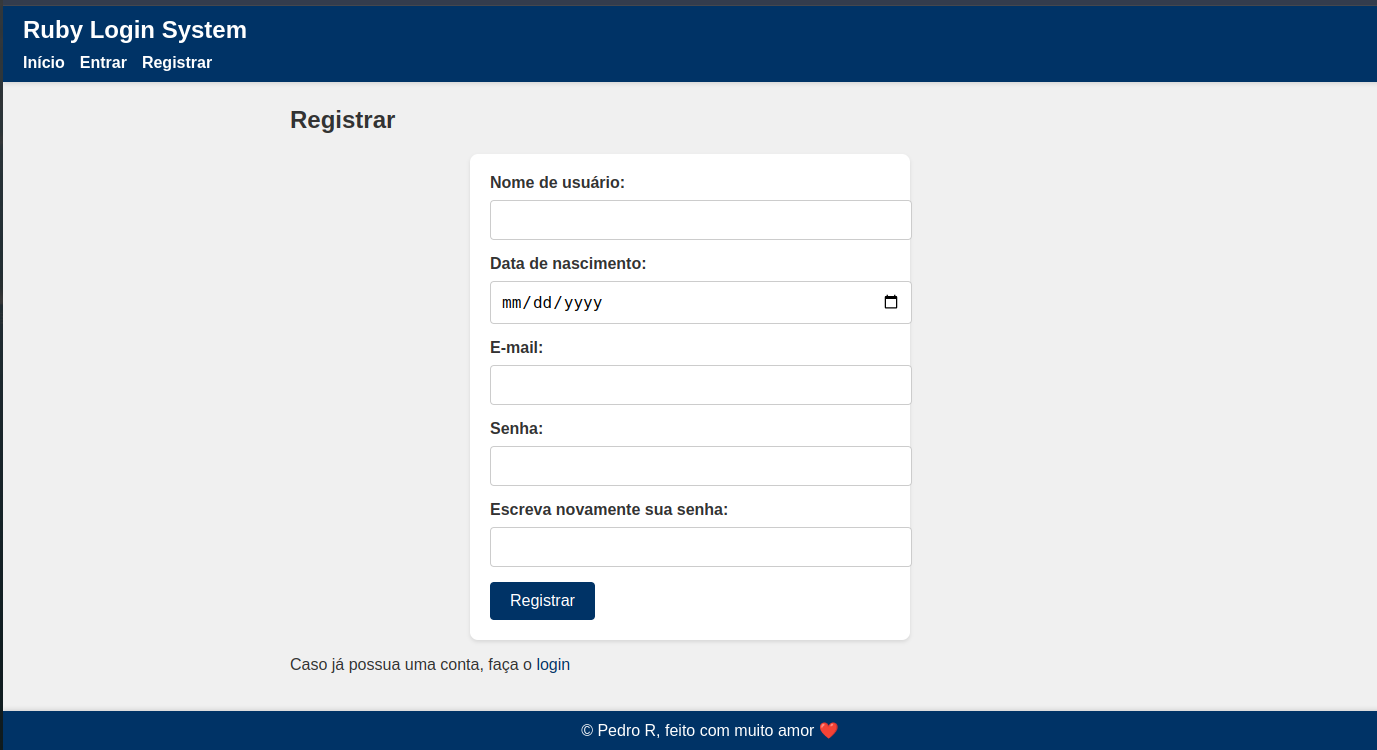 Ruby Login System
Início Entrar Registrar
Registrar
Nome de usuário:
Data de nascimento:
mm/dd/yyyy
E-mail:
Senha:
Escreva novamente sua senha:
Registrar
Caso já possua uma conta, faça o login
© Pedro R, feito com muito amor ❤️